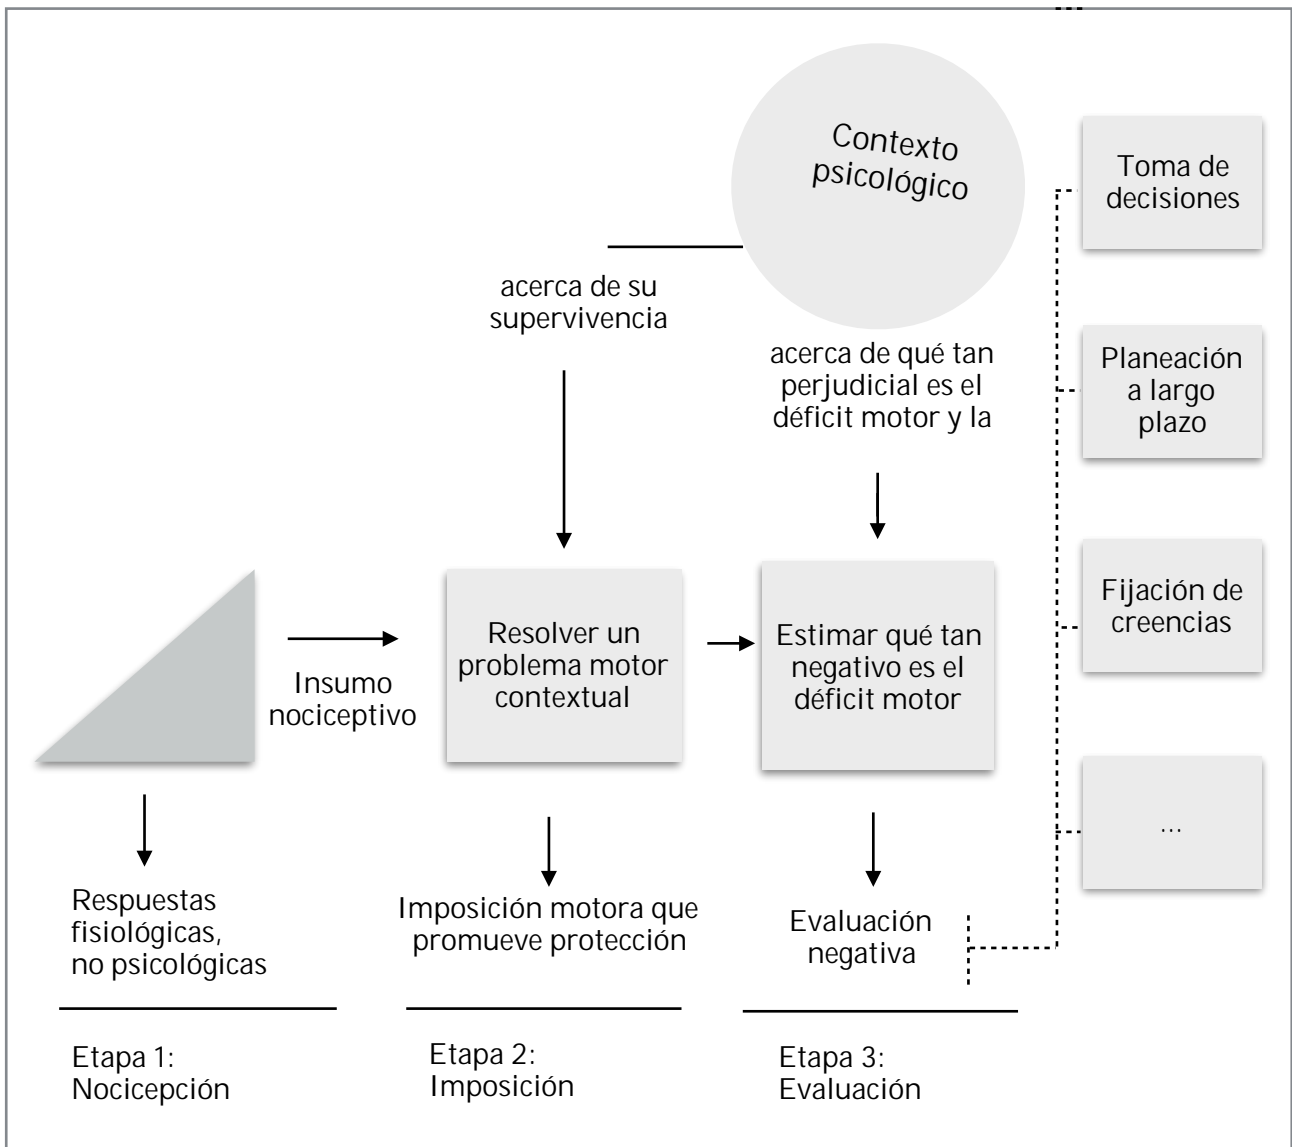 Contexto
psicológico
Toma de
decisiones
acerca de su
supervivencia
acerca de qué tan
perjudicial es el
déficit motor y la
Planeación
a largo
plazo
Fijación de
creencias
Insumo
nociceptivo
Resolver un
problema motor
contextual
Estimar qué tan
negativo es el
déficit motor
...
Respuestas
fisiológicas,
no psicológicas
Imposición motora que
promueve protección
Evaluación
negativa
Etapa 1:
Nocicepción
Etapa 2:
Imposición
Etapa 3:
Evaluación